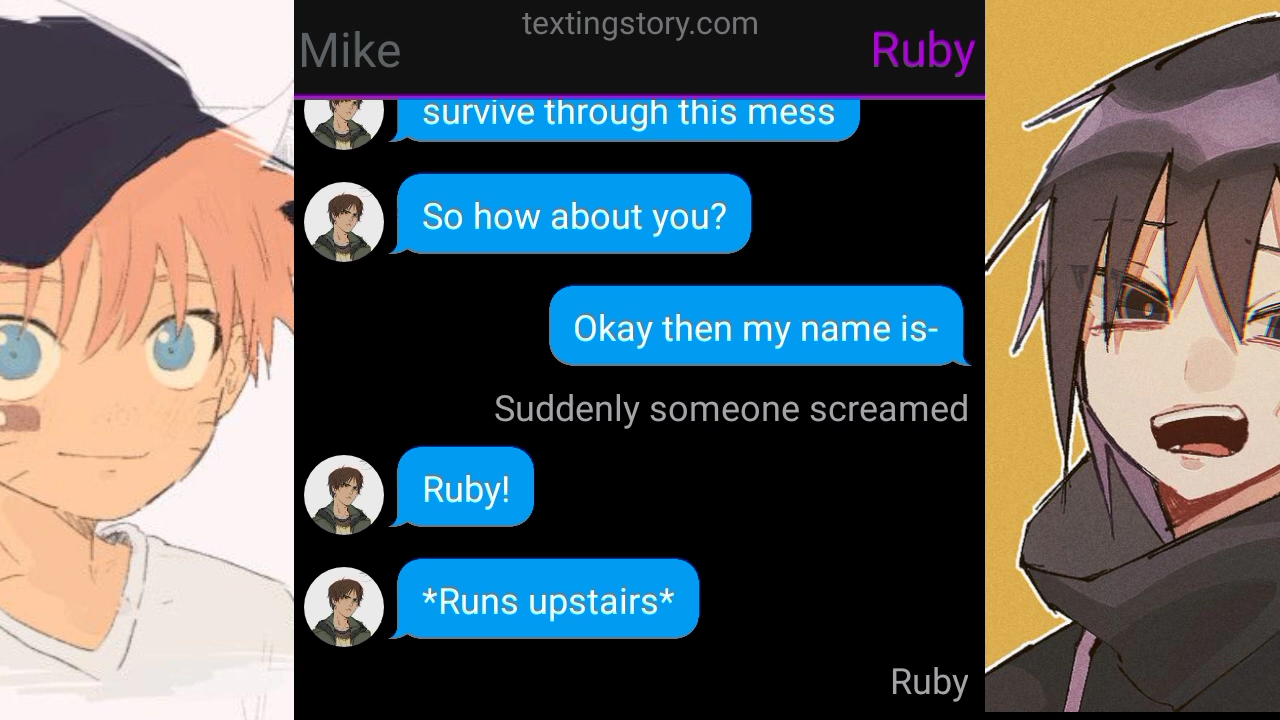 textingstory.com
Mike
Ruby
survive through this mess
So how about you?
Okay then my name is-
Suddenly someone screamed
Ruby!
*Runs upstairs*
Ruby